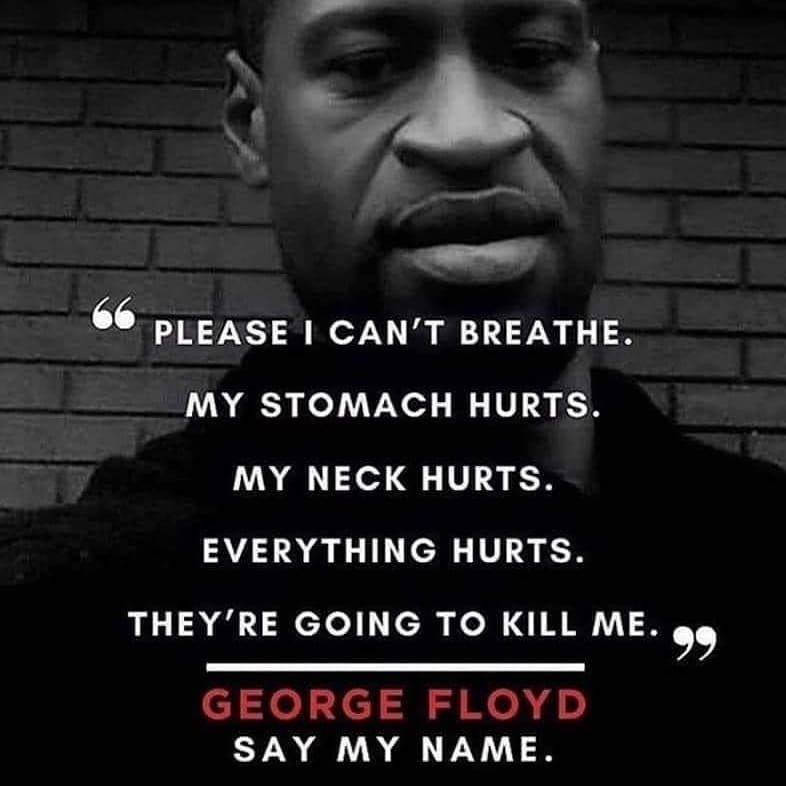 “ PLEASE I CAN’T BREATHE.
MY STOMACH HURTS.
MY NECK HURTS.
EVERYTHING HURTS.
THEY’RE GOING TO KILL ME. ”
GEORGE FLOYD
SAY MY NAME.